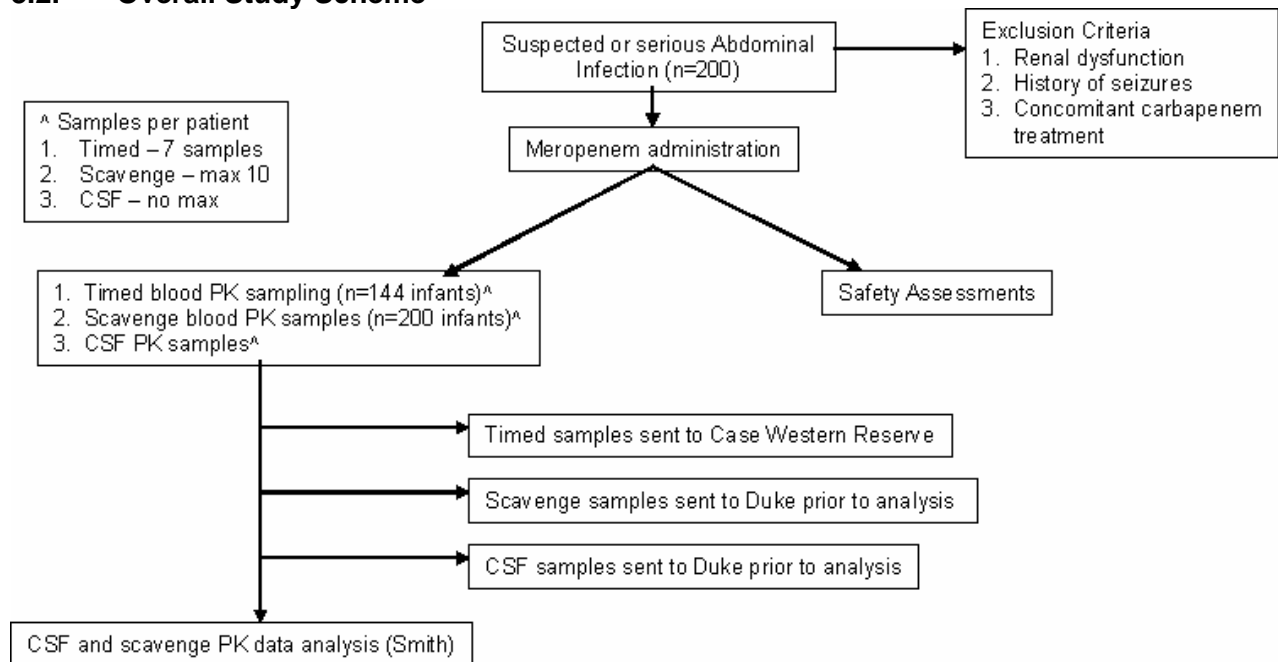 Overall Study Scheme
Suspected or serious Abdominal
Infection (n=200)
Exclusion Criteria
1. Renal dysfunction
2. History of seizures
3. Concomitant carbapenem
treatment
^ Samples per patient
1. Timed – 7 samples
2. Scavenge – max 10
3. CSF – no max
Meropenem administration
1. Timed blood PK sampling (n=144 infants)^
2. Scavenge blood PK samples (n=200 infants)^
3. CSF PK samples^
Safety Assessments
Timed samples sent to Case Western Reserve
Scavenge samples sent to Duke prior to analysis
CSF samples sent to Duke prior to analysis
CSF and scavenge PK data analysis (Smith)